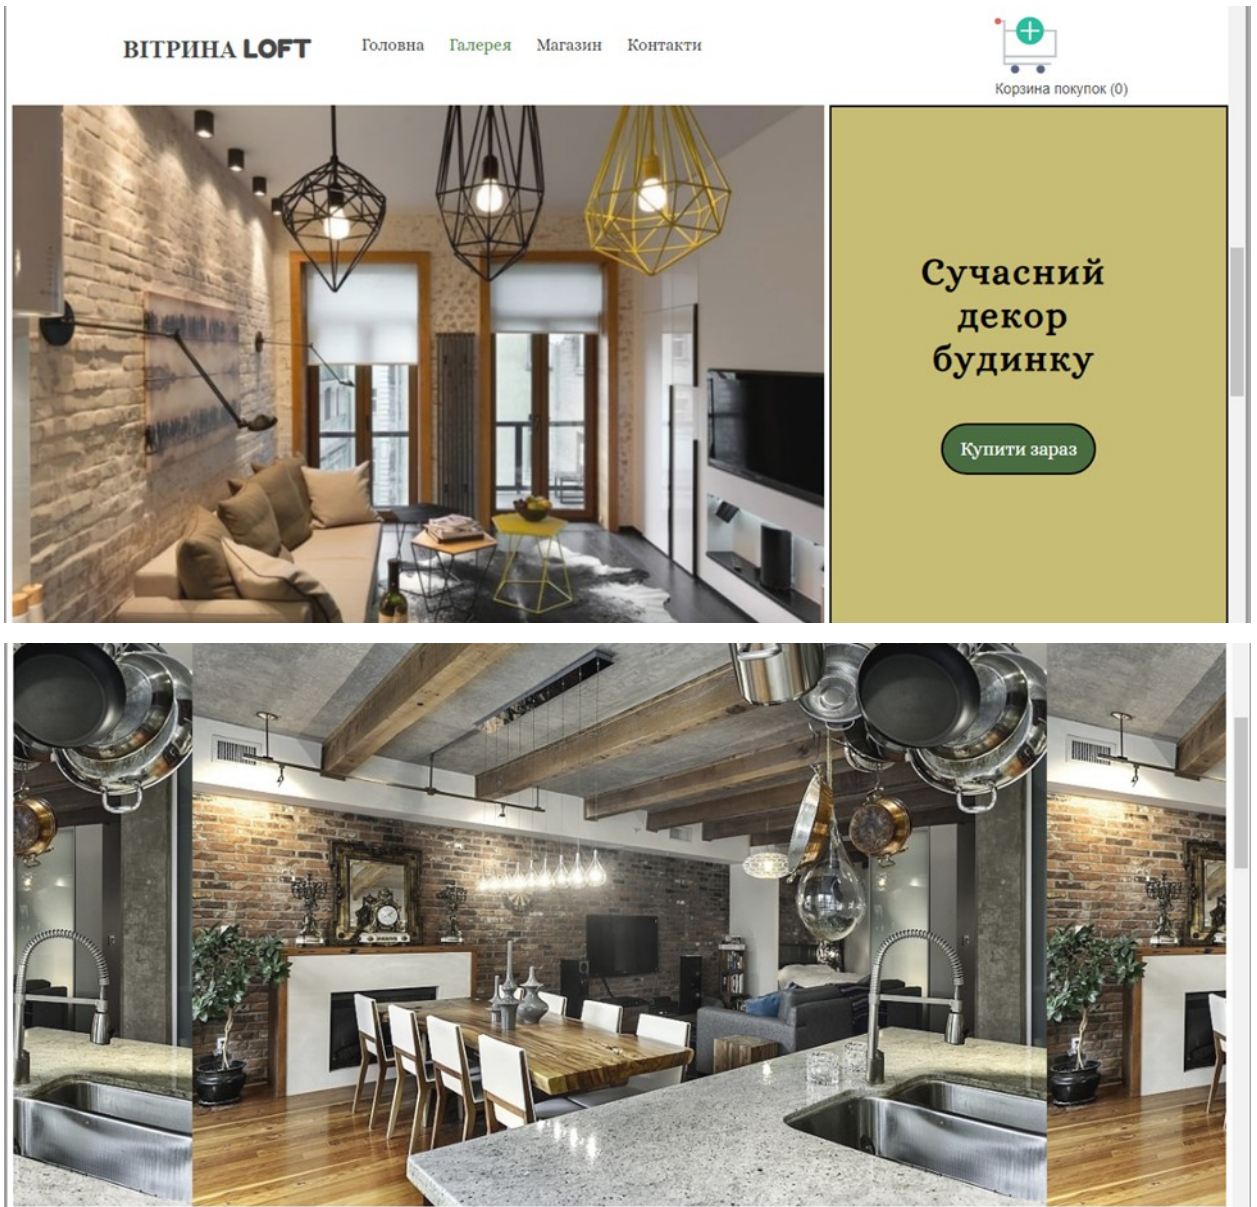 ВІТРИНА LOFT Головна Галерея Магазин Контакти
Корзина покупок (0)
Сучасний
декор
будинку
Купити зараз